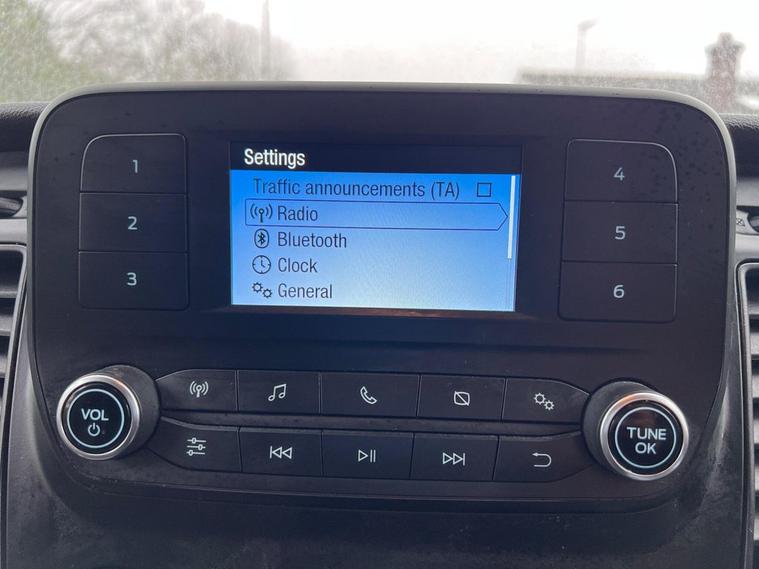 Settings
Traffic announcements (TA)
Radio
Bluetooth
Clock
General
1
2
3
4
5
6
VOL
TUNE
OK